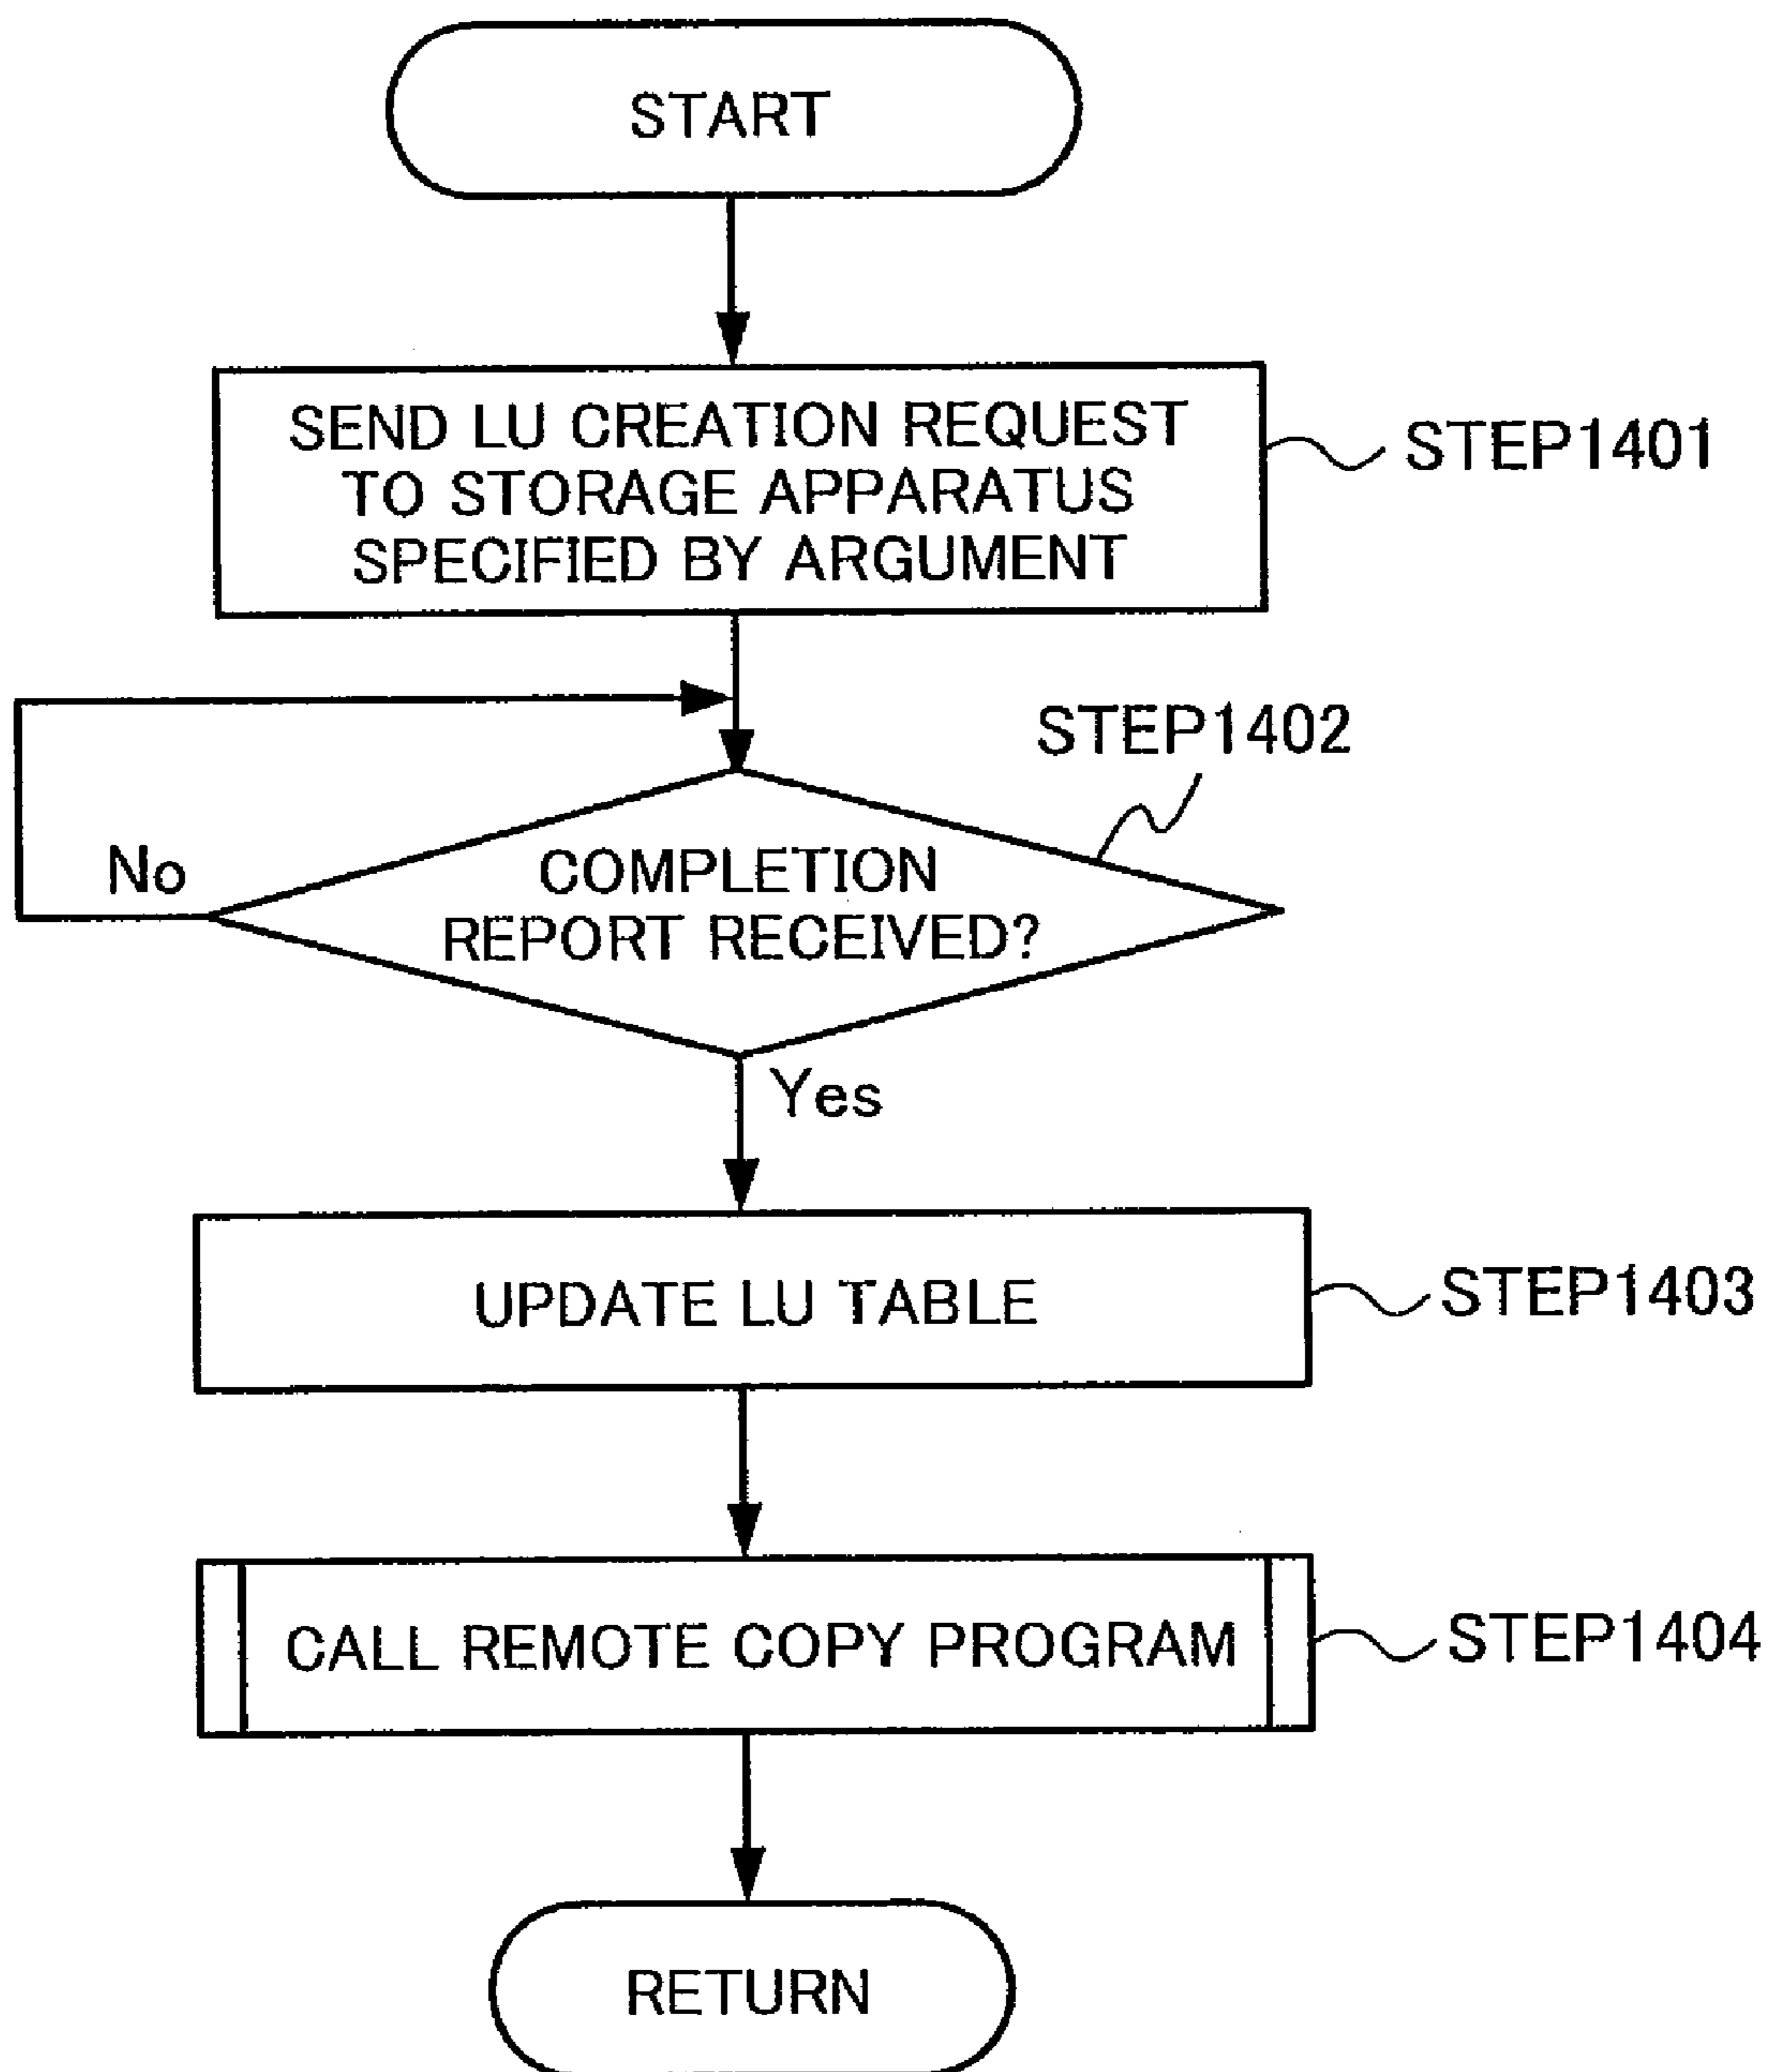 START
SEND LU CREATION REQUEST
TO STORAGE APPARATUS
SPECIFIED BY ARGUMENT
STEP1401
STEP1402
No
COMPLETION
REPORT RECEIVED?
Yes
UPDATE LU TABLE
STEP1403
CALL REMOTE COPY PROGRAM
STEP1404
RETURN